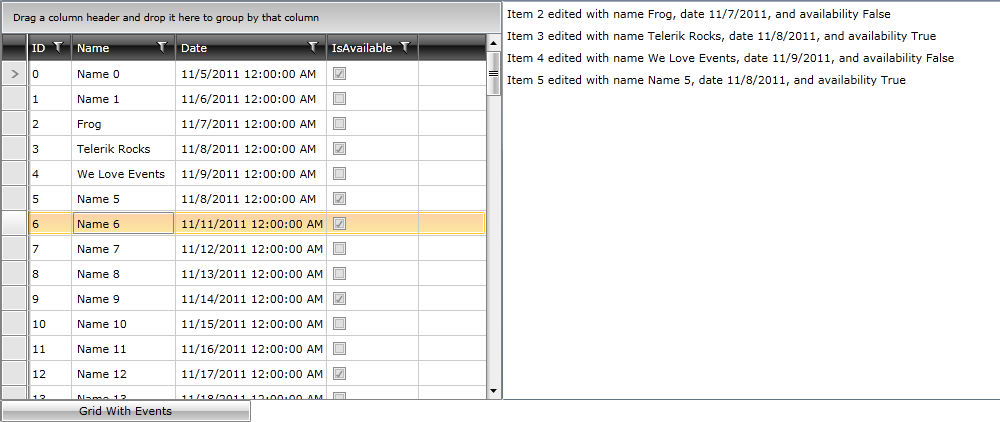 Drag a column header and drop it here to group by that column
ID Name Date IsAvailable
0 Name 0 11/5/2011 12:00:00 AM
1 Name 1 11/6/2011 12:00:00 AM
2 Frog 11/7/2011 12:00:00 AM
3 Telerik Rocks 11/8/2011 12:00:00 AM
4 We Love Events 11/9/2011 12:00:00 AM
5 Name 5 11/8/2011 12:00:00 AM
6 Name 6 11/11/2011 12:00:00 AM
7 Name 7 11/12/2011 12:00:00 AM
8 Name 8 11/13/2011 12:00:00 AM
9 Name 9 11/14/2011 12:00:00 AM
10 Name 10 11/15/2011 12:00:00 AM
11 Name 11 11/16/2011 12:00:00 AM
12 Name 12 11/17/2011 12:00:00 AM
13 Name 13 11/18/2011 12:00:00 AM
Grid With Events
Item 2 edited with name Frog, date 11/7/2011, and availability False
Item 3 edited with name Telerik Rocks, date 11/8/2011, and availability True
Item 4 edited with name We Love Events, date 11/9/2011, and availability False
Item 5 edited with name Name 5, date 11/8/2011, and availability True